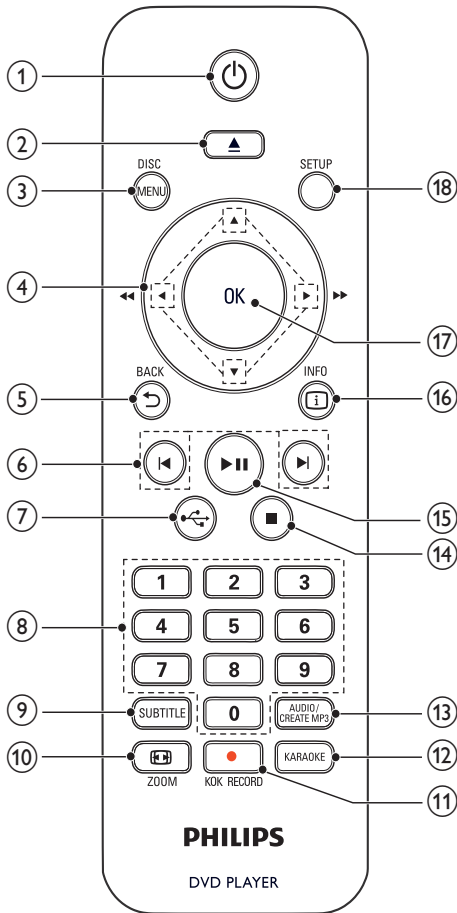 ①
②
DISC SETUP
③ MENU ⑱
④ OK
⑰
BACK INFO
⑤ ⑯
⑥
⑦ ⑮
⑭
1 2 3
⑧ 4 5 6
7 8 9
⑨ SUBTITLE 0 AUDIO/
CREATE MP3 ⑬
⑩ KARAOKE ⑫
ZOOM KOK RECORD
⑪
PHILIPS
DVD PLAYER